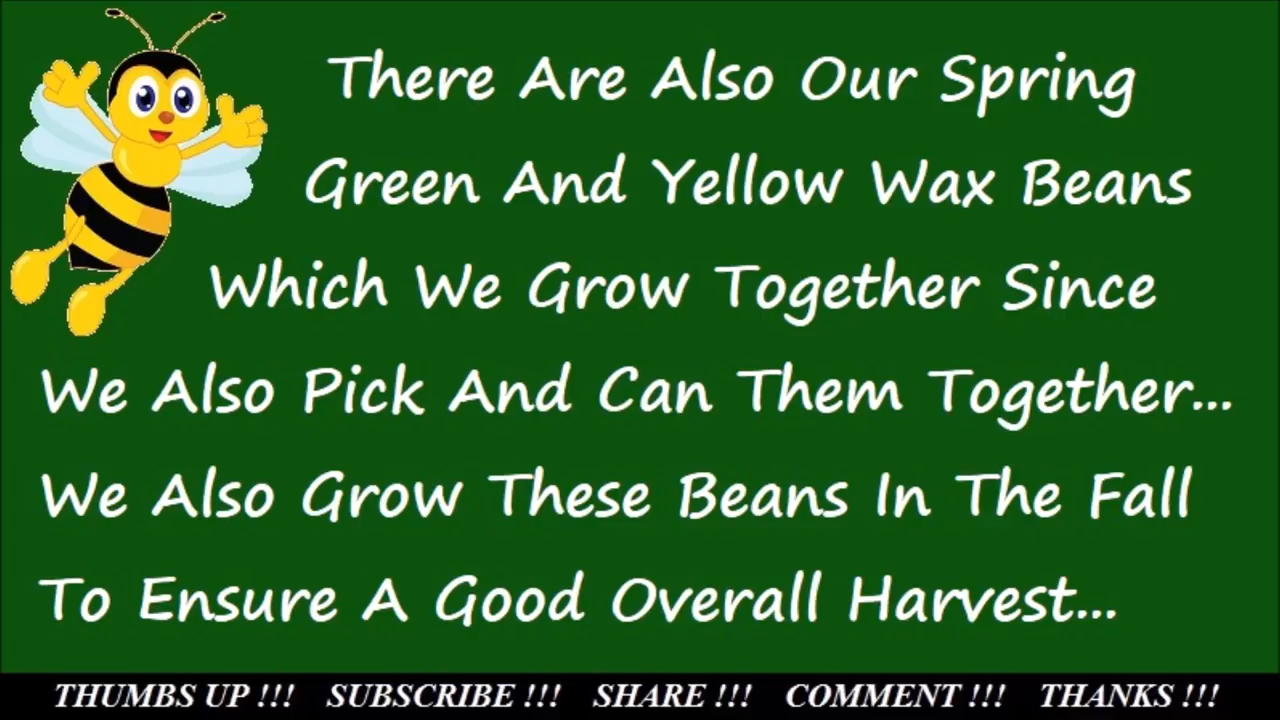 There Are Also Our Spring
Green And Yellow Wax Beans
Which We Grow Together Since
We Also Pick And Can Them Together...
We Also Grow These Beans In The Fall
To Ensure A Good Overall Harvest...
THUMBS UP !!! SUBSCRIBE !!! SHARE !!! COMMENT !!! THANKS !!!